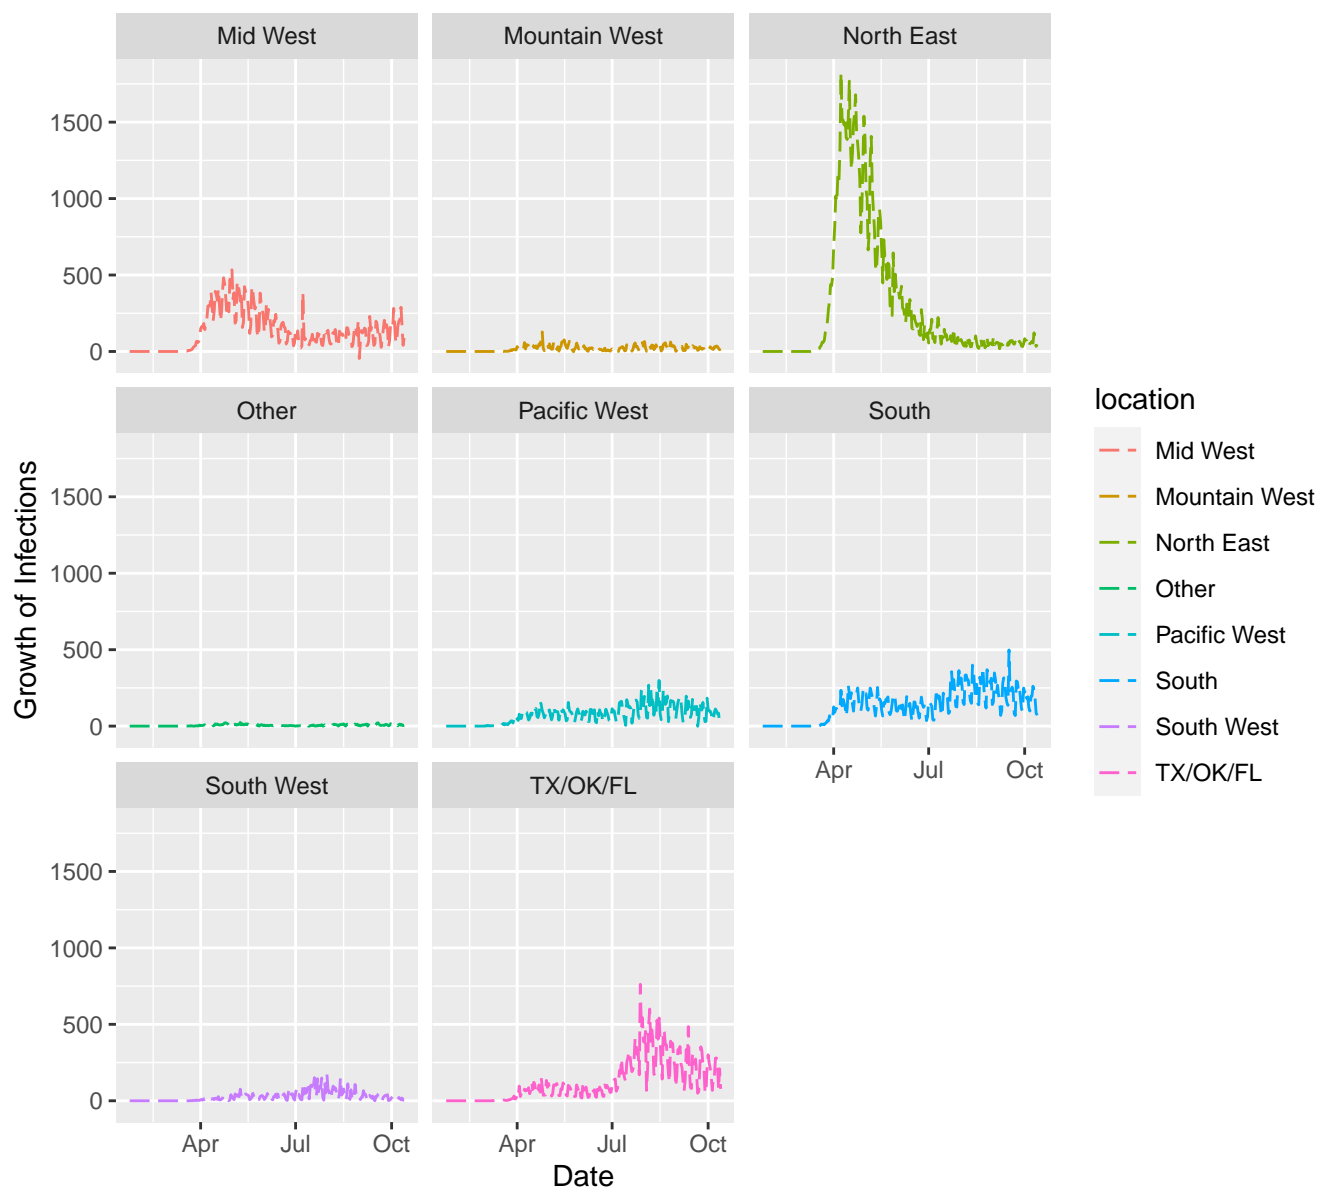 Mid West
Mountain West
North East
1500
1000
500
0
Other
Pacific West
South
1500
1000
500
0
Apr
Jul
Oct
South West
TX/OK/FL
1500
1000
500
0
Apr
Jul
Oct
Apr
Jul
Oct
Date
Growth of Infections
location
Mid West
Mountain West
North East
Other
Pacific West
South
South West
TX/OK/FL